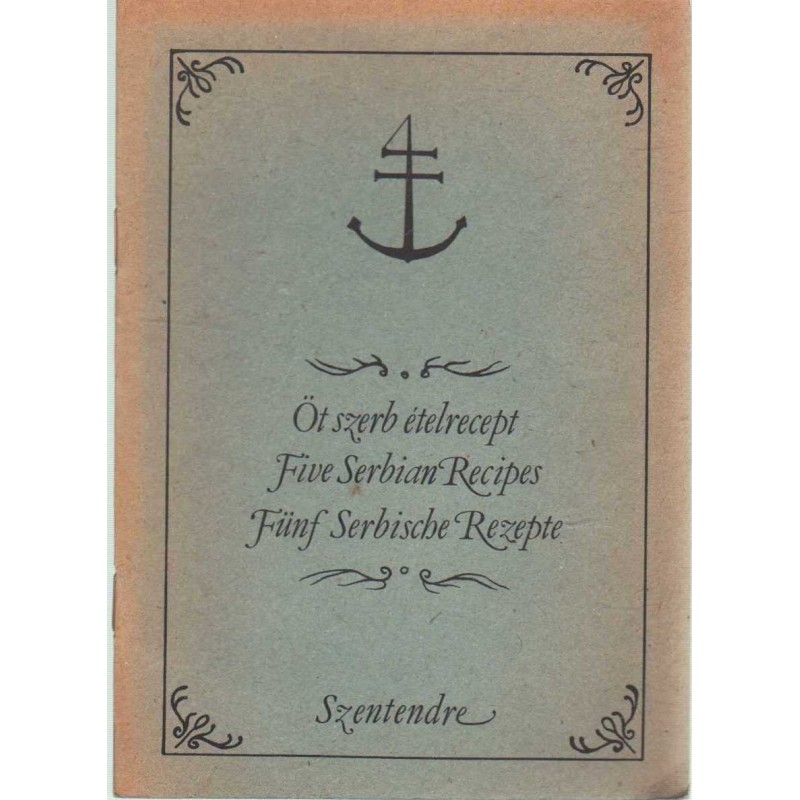 Öt szerb ételrecept
Five Serbian Recipes
Fünf Serbische Rezepte
Szentendre